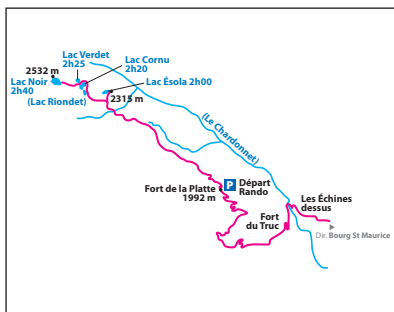 Lac Verdet
2h25
Lac Cornu
2h20
2532 m
Lac Noir
2h40
Lac Ésola 2h00
(Lac Riondet)
2315 m
(Le Chardonnet)
P
Départ
Rando
Fort de la Platte
1992 m
Les Échines
dessus
Fort
du Truc
Dir. Bourg St Maurice